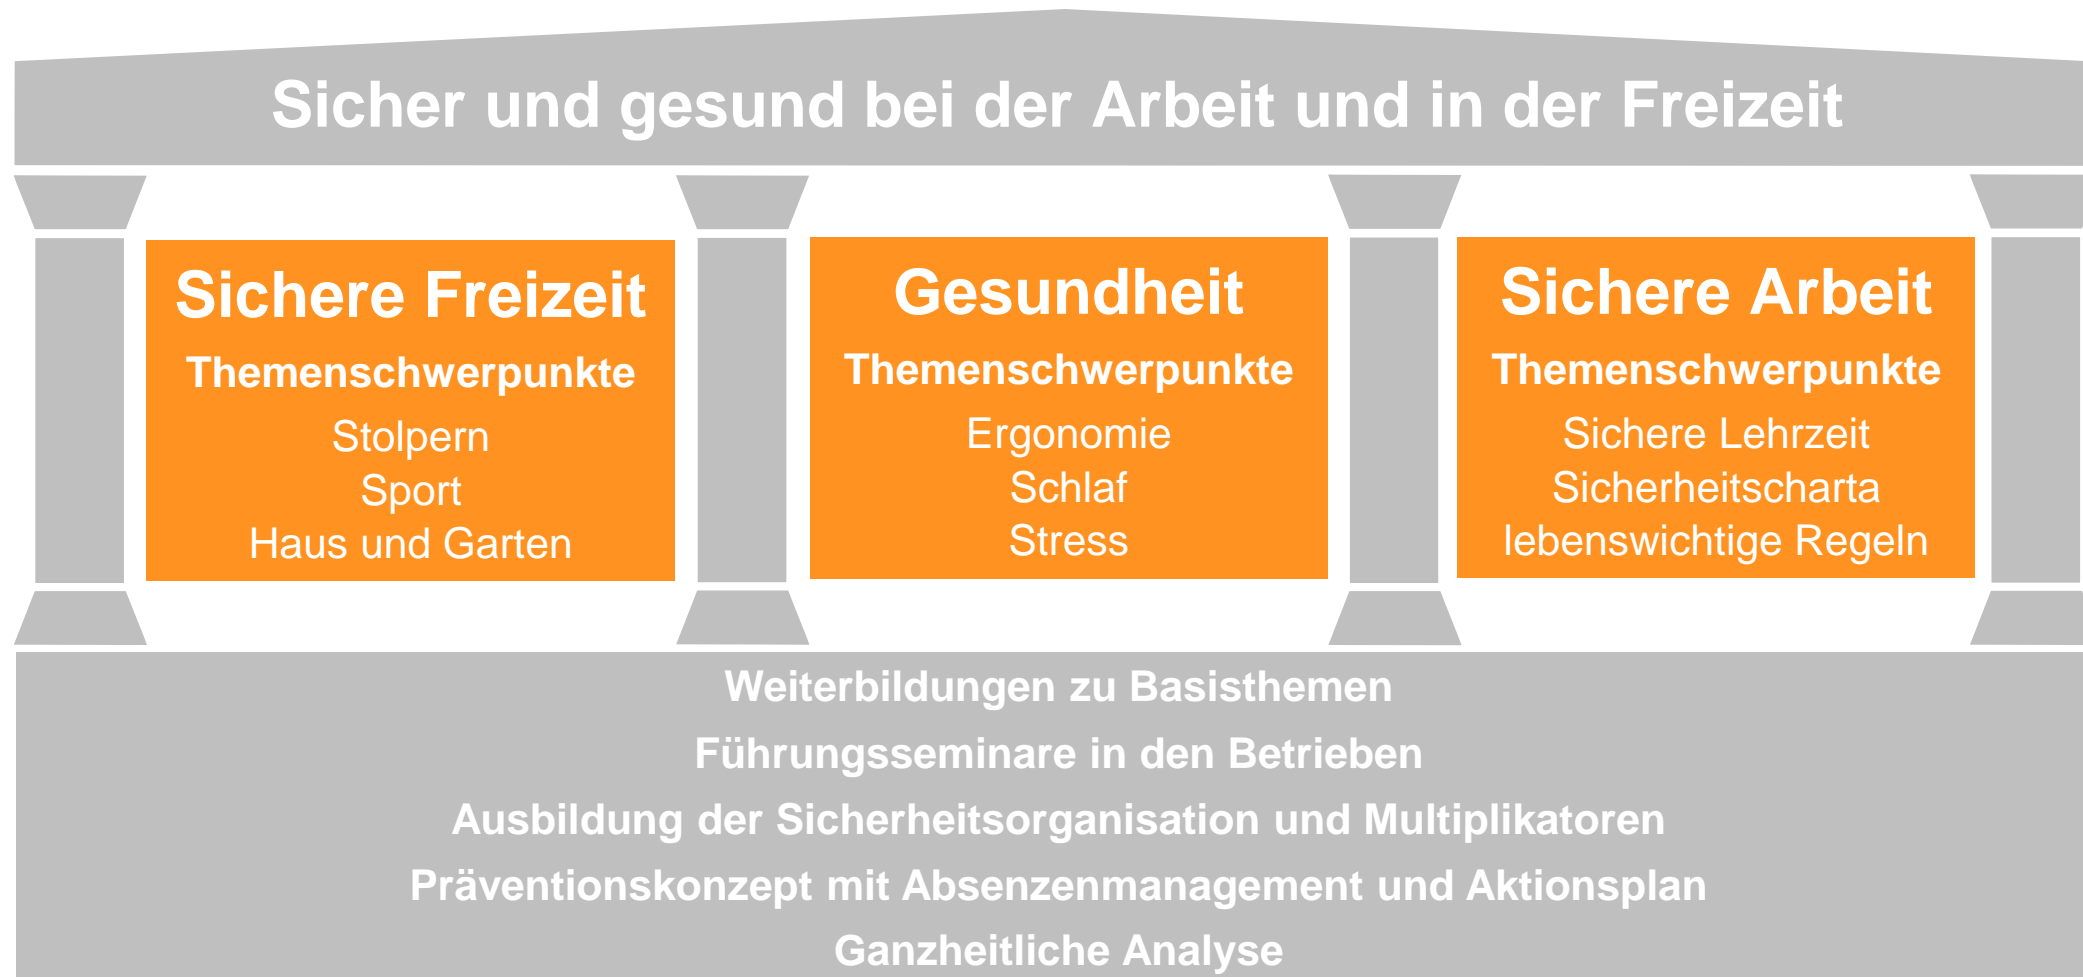 Sicher und gesund bei der Arbeit und in der Freizeit
Sichere Freizeit
Themenschwerpunkte
Stolpern
Sport
Haus und Garten
Gesundheit
Themenschwerpunkte
Ergonomie
Schlaf
Stress
Sichere Arbeit
Themenschwerpunkte
Sichere Lehrzeit
Sicherheitscharta
lebenswichtige Regeln
Weiterbildungen zu Basisthemen
Führungsseminare in den Betrieben
Ausbildung der Sicherheitsorganisation und Multiplikatoren
Präventionskonzept mit Absenzenmanagement und Aktionsplan
Ganzheitliche Analyse